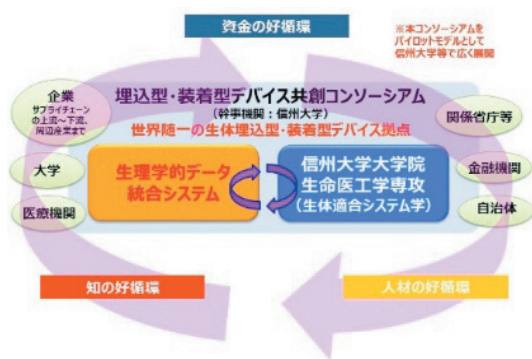 資金の好循環
※本コンソーシアムを
パイロットモデルとして
信州大学等で広く展開
企業
サプライチェーン
の上流～下流、
周辺産業まで
埋込型・装着型デバイス共創コンソーシアム
(幹事機関：信州大学)
世界随一の生体埋込型・装着型デバイス拠点
関係省庁等
大学
生理学的データ
統合システム
信州大学大学院
生命医工学専攻
(生体適合システム学)
金融機関
医療機関
自治体
知の好循環
人材の好循環